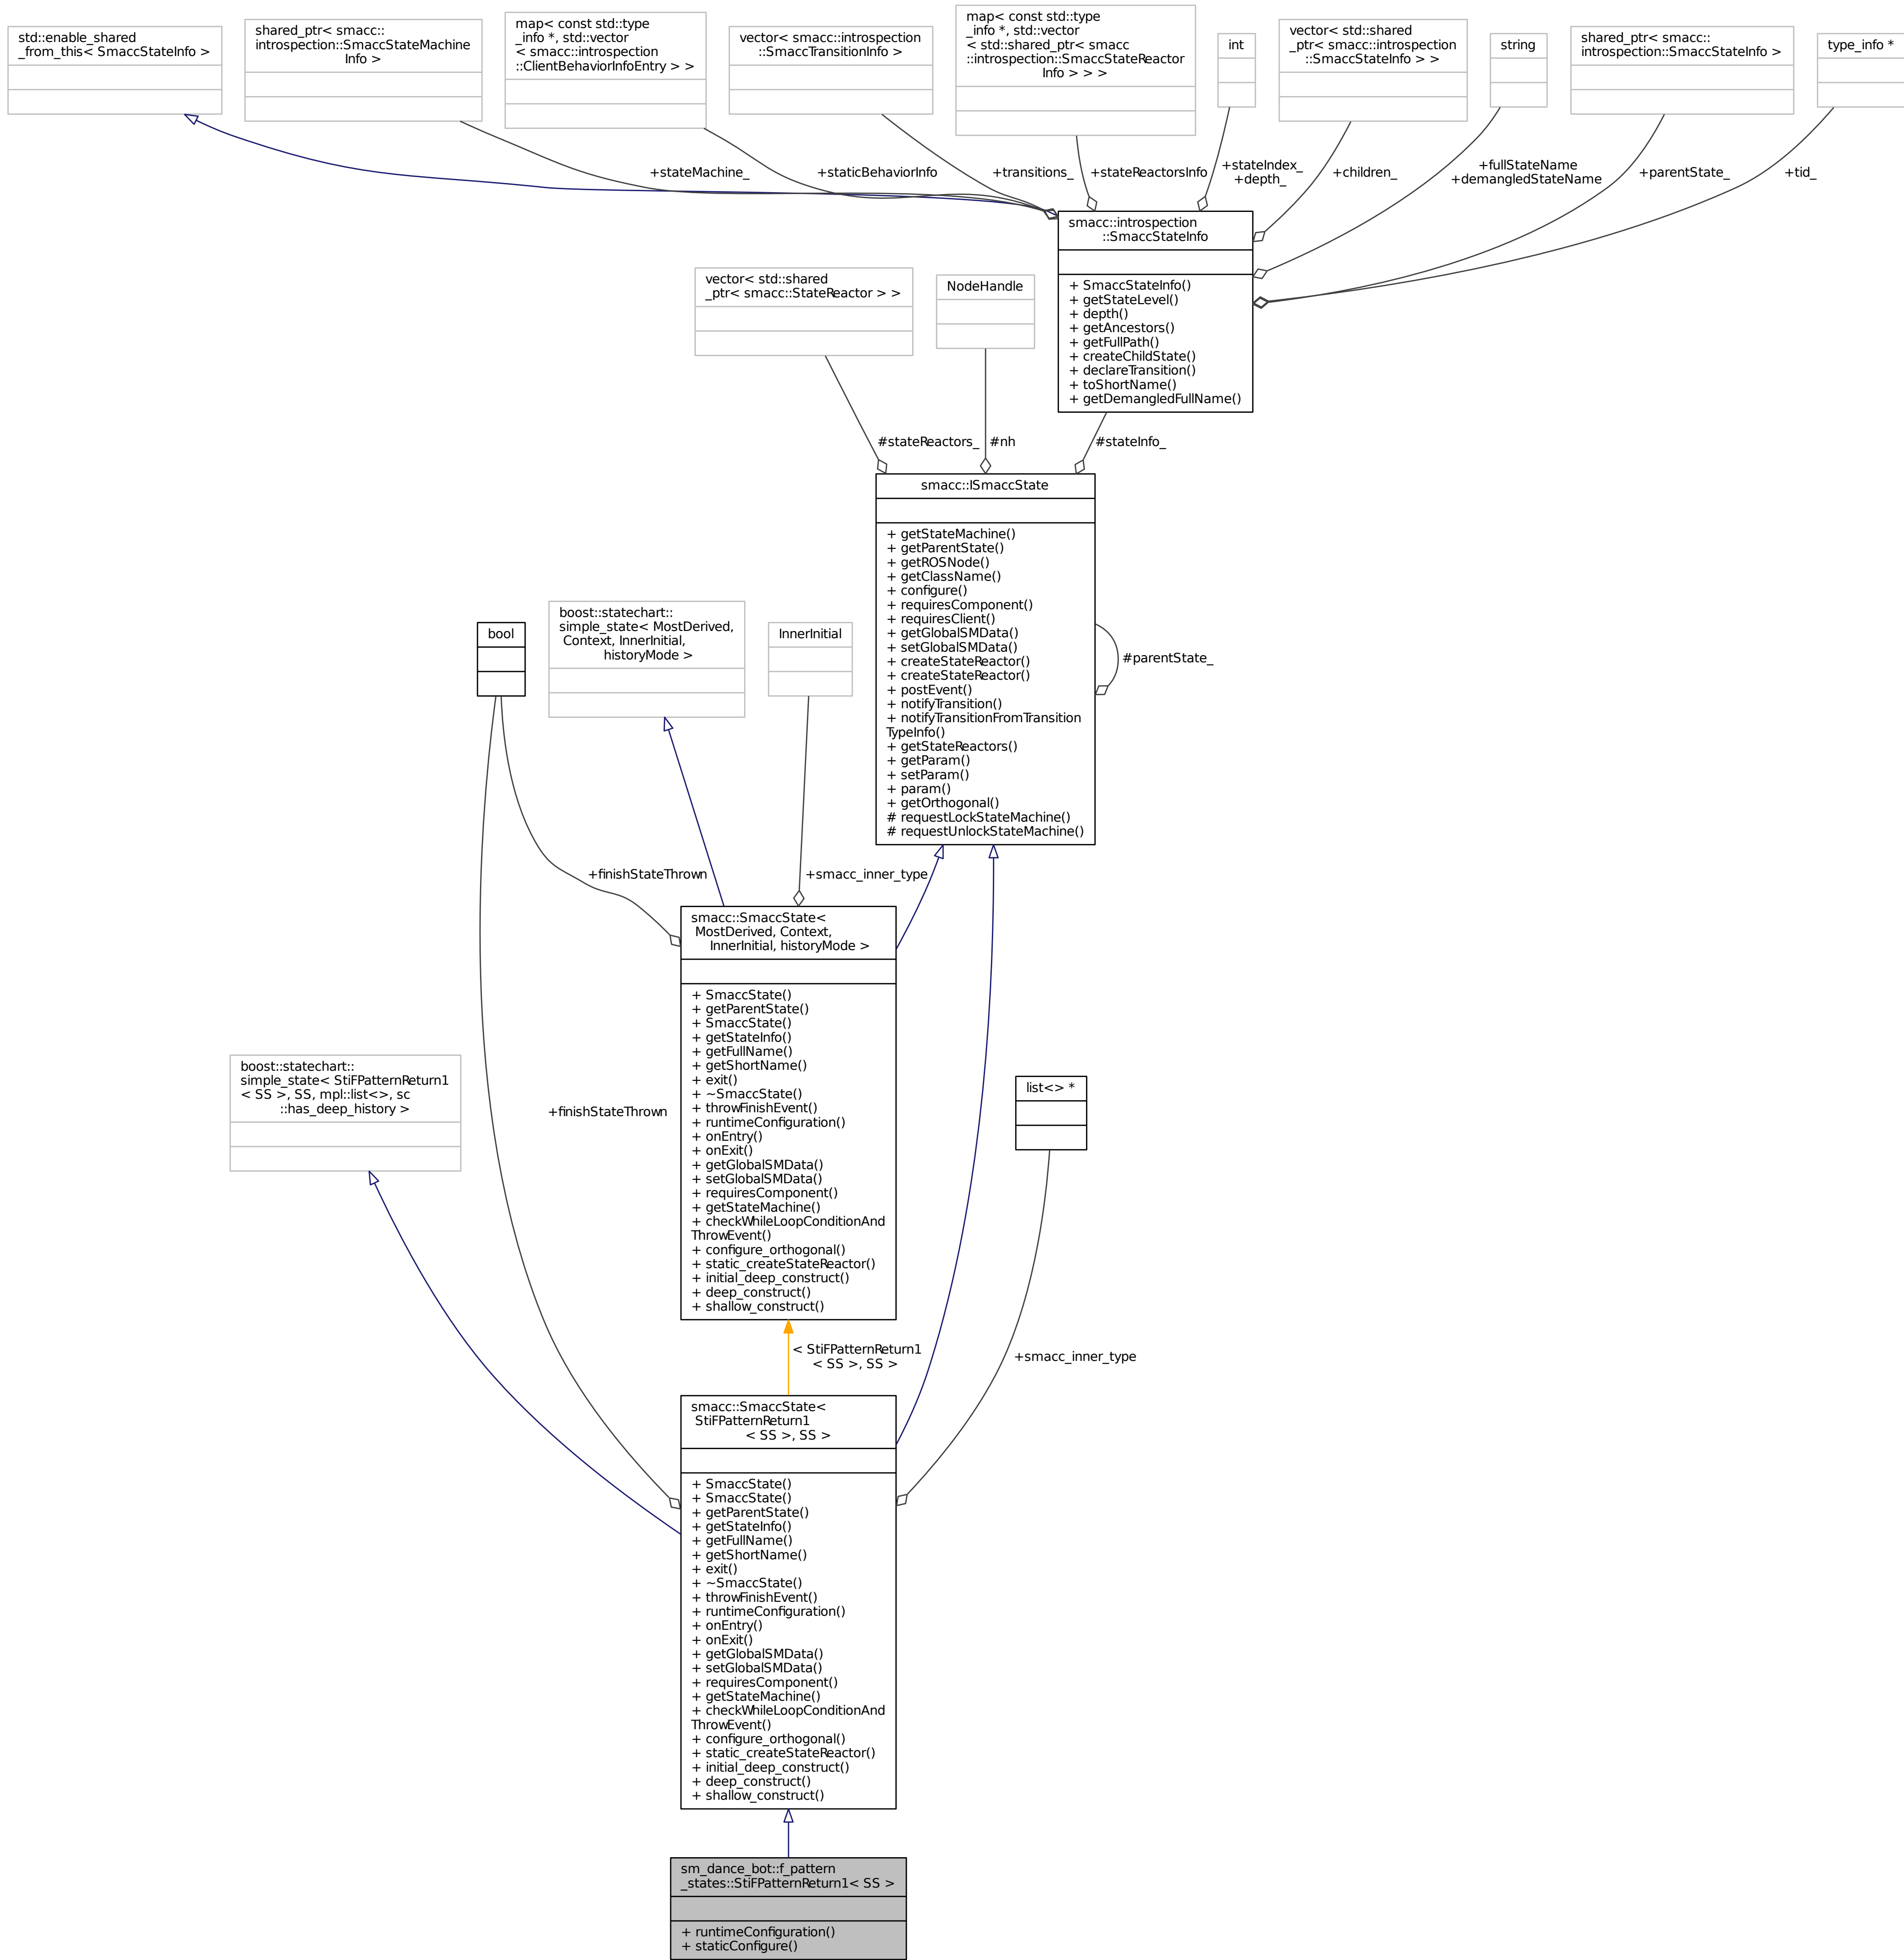 std::enable_shared
_from_this< SmaccStateInfo >
shared_ptr< smacc::
introspection::SmaccStateMachine
Info >
map< const std::type
_info *, std::vector
< smacc::introspection
::ClientBehaviorInfoEntry > >
vector< smacc::introspection
::SmaccTransitionInfo >
map< const std::type
_info *, std::vector
< std::shared_ptr< smacc
::introspection::SmaccStateReactor
Info > > >
int
vector< std::shared
_ptr< smacc::introspection
::SmaccStateInfo > >
string
shared_ptr< smacc::
introspection::SmaccStateInfo >
type_info *
+stateMachine_
+staticBehaviorInfo
+transitions_
+stateReactorsInfo
+stateIndex_
+depth_
+children_
+fullStateName
+demangledStateName
+parentState_
+tid_
smacc::introspection
::SmaccStateInfo
+ SmaccStateInfo()
+ getStateLevel()
+ depth()
+ getAncestors()
+ getFullPath()
+ createChildState()
+ declareTransition()
+ toShortName()
+ getDemangledFullName()
vector< std::shared
_ptr< smacc::StateReactor > >
NodeHandle
#stateReactors_
#nh
#stateInfo_
smacc::ISmaccState
+ getStateMachine()
+ getParentState()
+ getROSNode()
+ getClassName()
+ configure()
+ requiresComponent()
+ requiresClient()
+ getGlobalSMData()
+ setGlobalSMData()
+ createStateReactor()
+ createStateReactor()
+ postEvent()
+ notifyTransition()
+ notifyTransitionFromTransition
TypeInfo()
+ getStateReactors()
+ getParam()
+ setParam()
+ param()
+ getOrthogonal()
# requestLockStateMachine()
# requestUnlockStateMachine()
#parentState_
bool
boost::statechart::
simple_state< MostDerived,
Context, InnerInitial,
historyMode >
InnerInitial
+finishStateThrown
+smacc_inner_type
smacc::SmaccState<
MostDerived, Context,
InnerInitial, historyMode >
+ SmaccState()
+ getParentState()
+ SmaccState()
+ getStateInfo()
+ getFullName()
+ getShortName()
+ exit()
+ ~SmaccState()
+ throwFinishEvent()
+ runtimeConfiguration()
+ onEntry()
+ onExit()
+ getGlobalSMData()
+ setGlobalSMData()
+ requiresComponent()
+ getStateMachine()
+ checkWhileLoopConditionAnd
ThrowEvent()
+ configure_orthogonal()
+ static_createStateReactor()
+ initial_deep_construct()
+ deep_construct()
+ shallow_construct()
boost::statechart::
simple_state< StiFPatternReturn1
< SS >, SS, mpl::list<>, sc
::has_deep_history >
+finishStateThrown
list<> *
< StiFPatternReturn1
< SS >, SS >
+smacc_inner_type
smacc::SmaccState<
StiFPatternReturn1
< SS >, SS >
+ SmaccState()
+ SmaccState()
+ getParentState()
+ getStateInfo()
+ getFullName()
+ getShortName()
+ exit()
+ ~SmaccState()
+ throwFinishEvent()
+ runtimeConfiguration()
+ onEntry()
+ onExit()
+ getGlobalSMData()
+ setGlobalSMData()
+ requiresComponent()
+ getStateMachine()
+ checkWhileLoopConditionAnd
ThrowEvent()
+ configure_orthogonal()
+ static_createStateReactor()
+ initial_deep_construct()
+ deep_construct()
+ shallow_construct()
sm_dance_bot::f_pattern
_states::StiFPatternReturn1< SS >
+ runtimeConfiguration()
+ staticConfigure()